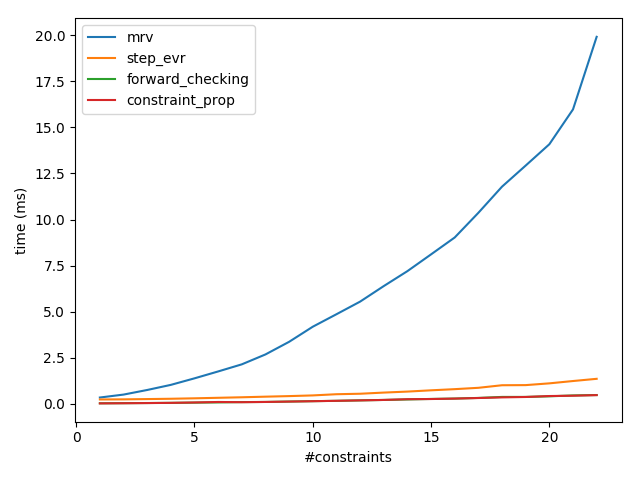 mrv
step_evr
forward_checking
constraint_prop
20.0
17.5
15.0
12.5
10.0
7.5
5.0
2.5
0.0
time (ms)
0 5 10 15 20
#constraints